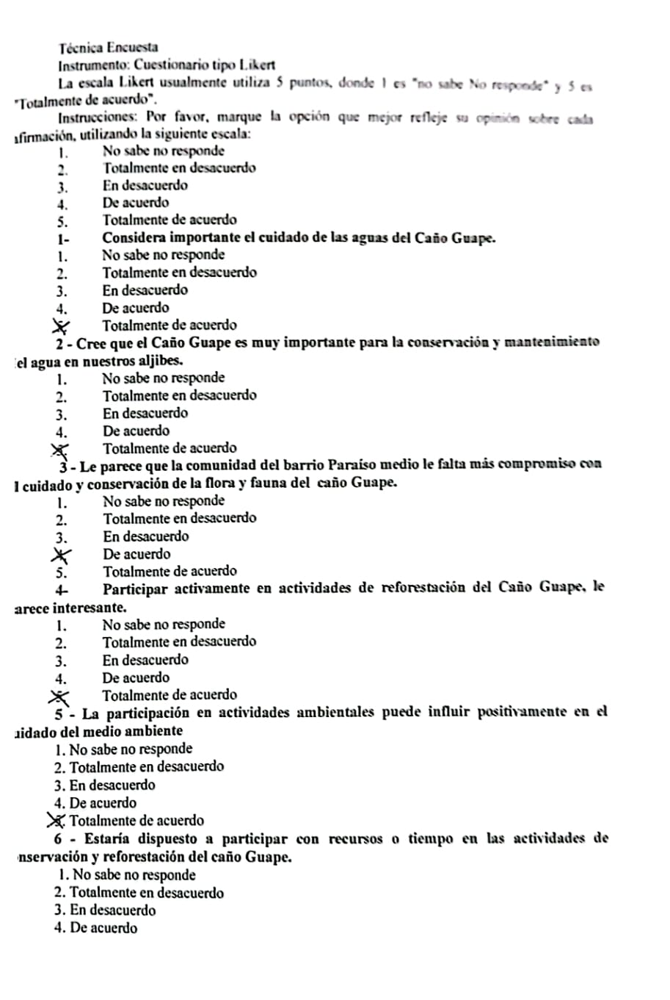 Técnica Encuesta
Instrumento: Cuestionario tipo Likert
La escala Likert usualmente utiliza 5 puntos, donde 1 es "no sabe No responde" y 5 es
"Totalmente de acuerdo".
Instrucciones: Por favor, marque la opción que mejor refleje su opinión sobre cada
afirmación, utilizando la siguiente escala:
1. No sabe no responde
2. Totalmente en desacuerdo
3. En desacuerdo
4. De acuerdo
5. Totalmente de acuerdo
1- Considera importante el cuidado de las aguas del Caño Guape.
1. No sabe no responde
2. Totalmente en desacuerdo
3. En desacuerdo
4. De acuerdo
5. Totalmente de acuerdo
2 - Cree que el Caño Guape es muy importante para la conservación y mantenimiento
el agua en nuestros aljibes.
1. No sabe no responde
2. Totalmente en desacuerdo
3. En desacuerdo
4. De acuerdo
5. Totalmente de acuerdo
3 - Le parece que la comunidad del barrio Paraíso medio le falta más compromiso con
l cuidado y conservación de la flora y fauna del caño Guape.
1. No sabe no responde
2. Totalmente en desacuerdo
3. En desacuerdo
4. De acuerdo
5. Totalmente de acuerdo
4- Participar activamente en actividades de reforestación del Caño Guape, le
arece interesante.
1. No sabe no responde
2. Totalmente en desacuerdo
3. En desacuerdo
4. De acuerdo
5. Totalmente de acuerdo
5 - La participación en actividades ambientales puede influir positivamente en el
uidado del medio ambiente
1. No sabe no responde
2. Totalmente en desacuerdo
3. En desacuerdo
4. De acuerdo
5. Totalmente de acuerdo
6 - Estaría dispuesto a participar con recursos o tiempo en las actividades de
nservación y reforestación del caño Guape.
1. No sabe no responde
2. Totalmente en desacuerdo
3. En desacuerdo
4. De acuerdo